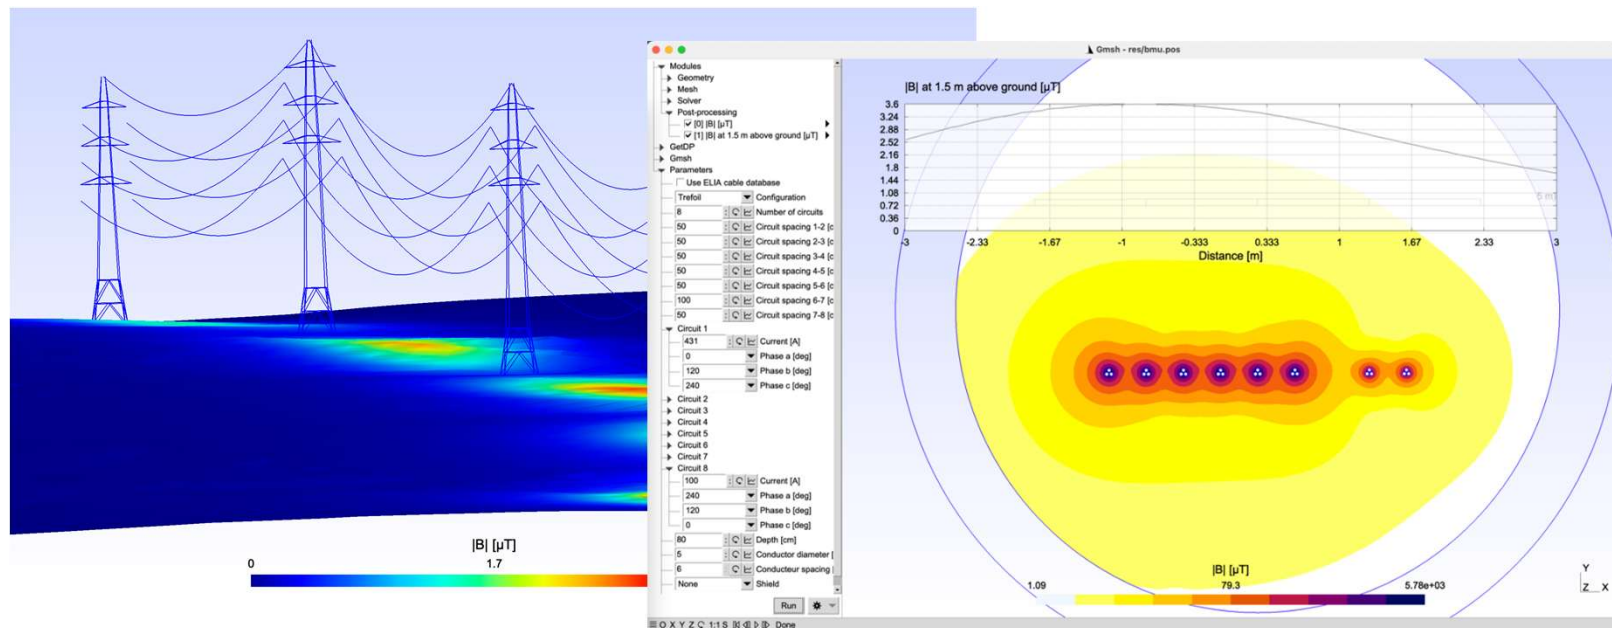 Gmsh - res/bmu.pos
Modules
Geometry
Mesh
Solver
Post-processing
[0] |B| [µT]
[1] |B| at 1.5 m above ground [µT]
GetDP
Gmsh
Parameters
Use ELIA cable database
Trefoil Configuration
8 Number of circuits
50 Circuit spacing 1-2 [c
50 Circuit spacing 2-3 [c
50 Circuit spacing 3-4 [c
50 Circuit spacing 4-5 [c
50 Circuit spacing 5-6 [c
100 Circuit spacing 6-7 [c
50 Circuit spacing 7-8 [c
Circuit 1
431 Current [A]
0 Phase a [deg]
120 Phase b [deg]
240 Phase c [deg]
Circuit 2
Circuit 3
Circuit 4
Circuit 5
Circuit 6
Circuit 7
Circuit 8
100 Current [A]
240 Phase a [deg]
120 Phase b [deg]
0 Phase c [deg]
80 Depth [cm]
5 Conductor diameter [
6 Conducteur spacing [
None Shield
Run
O X Y Z 1:1 S Done
|B| at 1.5 m above ground [µT]
3.6
3.24
2.88
2.52
2.16
1.8
1.44
1.08
0.72
0.36
0
-3 -2.33 -1.67 -1 -0.333 0.333 1 1.67 2.33 3
Distance [m]
5 mT
|B| [µT]
1.09 79.3 5.78e+03
Y
Z X
|B| [µT]
0 1.7